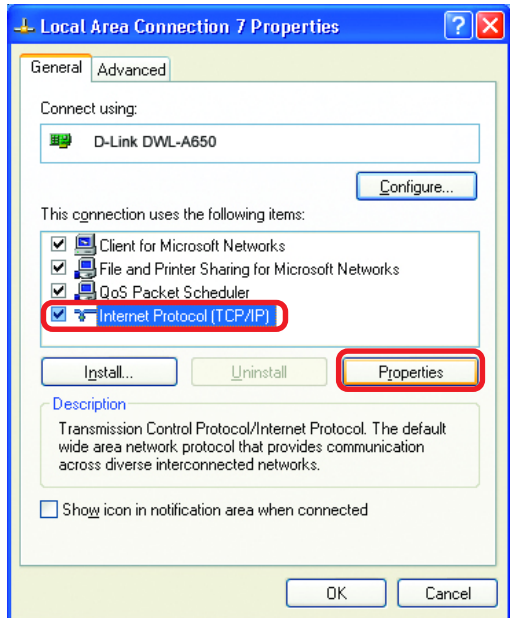 Local Area Connection 7 Properties
General Advanced
Connect using:
D-Link DWL-A650
Configure...
This connection uses the following items:
Client for Microsoft Networks
File and Printer Sharing for Microsoft Networks
QoS Packet Scheduler
Internet Protocol (TCP/IP)
Install... Uninstall Properties
Description
Transmission Control Protocol/Internet Protocol. The default
wide area network protocol that provides communication
across diverse interconnected networks.
Show icon in notification area when connected
OK Cancel